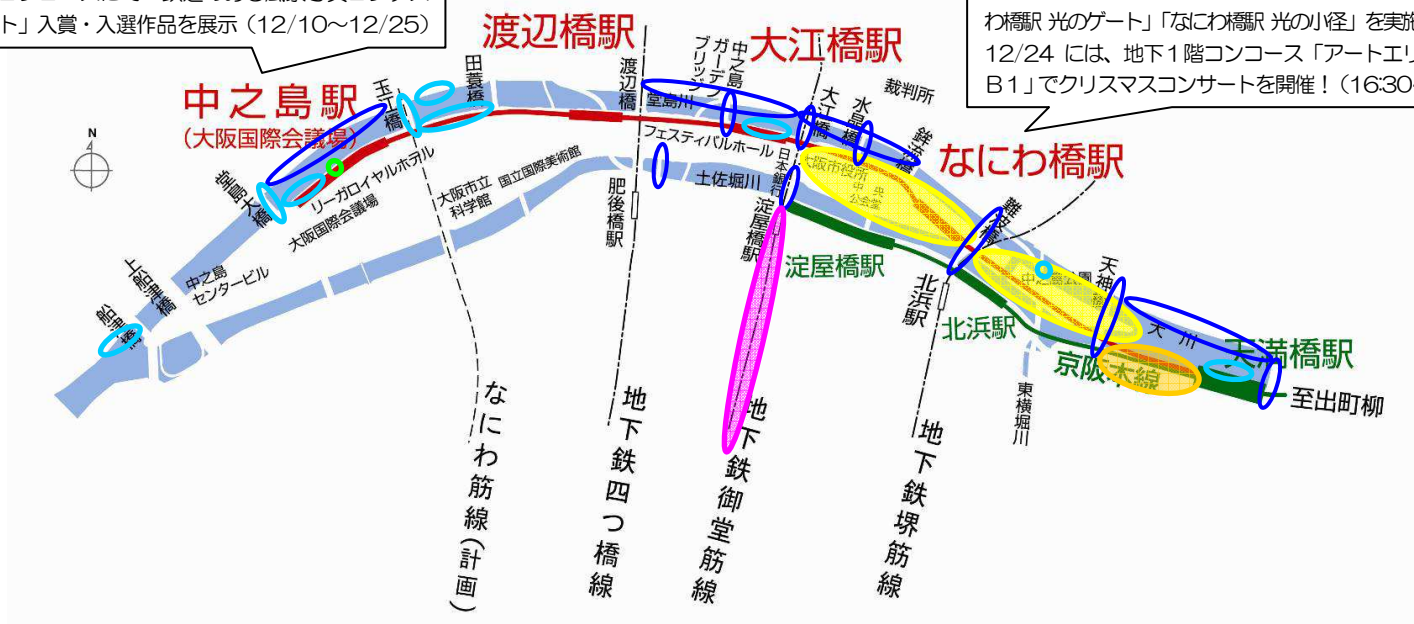 ト」入賞・入選作品を展示(12/10~12/25)
わ橋駅 光のゲート」「なにわ橋駅 光の小径」を実施
12/24 には、地下1階コンコース「アートエリ
B1」でクリスマスコンサートを開催!(16:30
渡辺橋駅
大江橋駅
中之島駅
(大阪国際会議場)
なにわ橋駅
N
4
玉江橋
田蓑橋
渡辺橋
中之島
ガーデン
ブリッジ
堂島川
大江橋
水晶橋
裁判所
鉾流橋
フェスティバルホール
日本銀行
大阪市役所
中央
公会堂
難波橋
堂島大橋
リーガロイヤルホテル
大阪国際会議場
大阪市立
科学館
国立国際美術館
肥後橋駅
土佐堀川
淀屋橋駅
淀屋橋駅
北浜駅
北浜駅
中之島公園
天神橋
大川
天満橋駅
京阪本線
至出町柳
上船津橋
船津橋
中之島
センタービル
東横堀川
なにわ筋線(計画)
地下鉄四つ橋線
地下鉄御堂筋線
地下鉄堺筋線